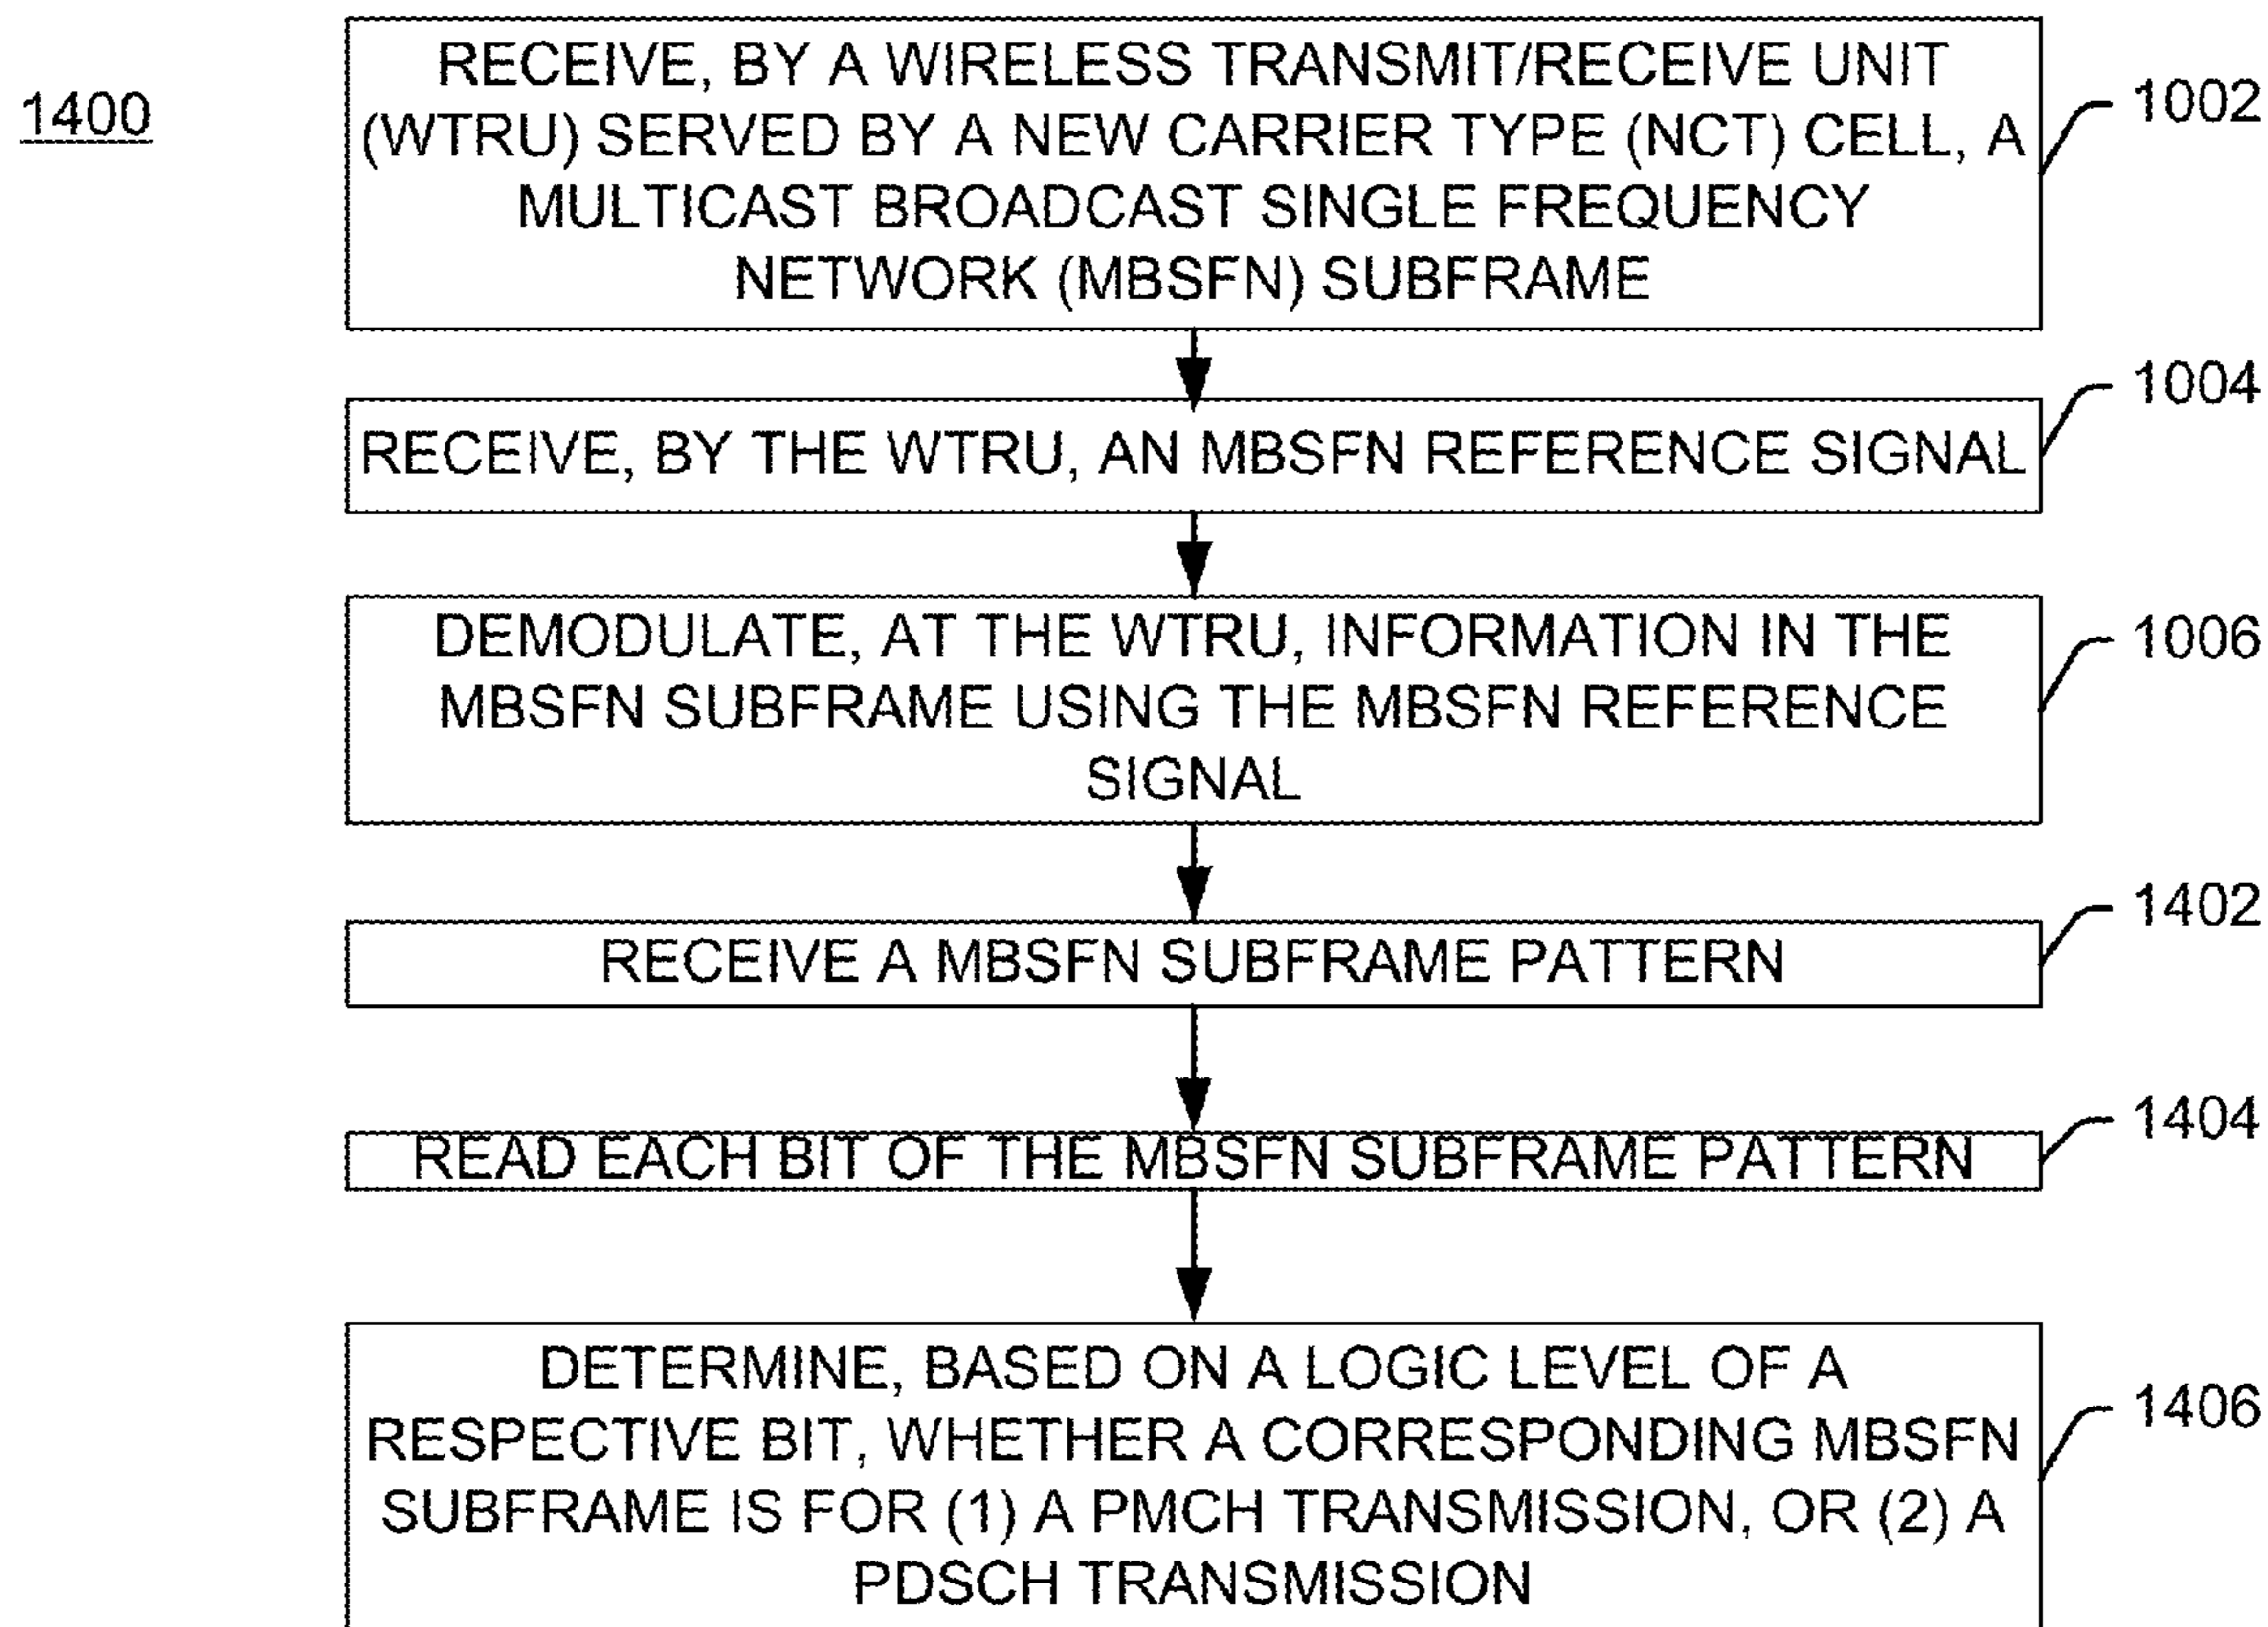 1400
RECEIVE, BY A WIRELESS TRANSMIT/RECEIVE UNIT
(WTRU) SERVED BY A NEW CARRIER TYPE (NCT) CELL, A
MULTICAST BROADCAST SINGLE FREQUENCY
NETWORK (MBSFN) SUBFRAME
1002
RECEIVE, BY THE WTRU, AN MBSFN REFERENCE SIGNAL
1004
DEMODULATE, AT THE WTRU, INFORMATION IN THE
MBSFN SUBFRAME USING THE MBSFN REFERENCE
SIGNAL
1006
RECEIVE A MBSFN SUBFRAME PATTERN
1402
READ EACH BIT OF THE MBSFN SUBFRAME PATTERN
1404
DETERMINE, BASED ON A LOGIC LEVEL OF A
RESPECTIVE BIT, WHETHER A CORRESPONDING MBSFN
SUBFRAME IS FOR (1) A PMCH TRANSMISSION, OR (2) A
PDSCH TRANSMISSION
1406